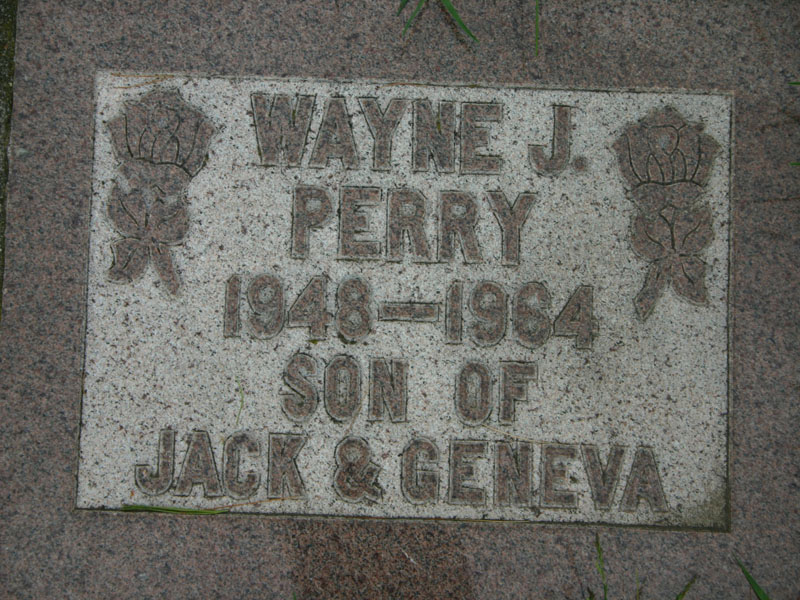 WAYNE J.
PERRY
1948—1964
SON OF
JACK & GENEVA